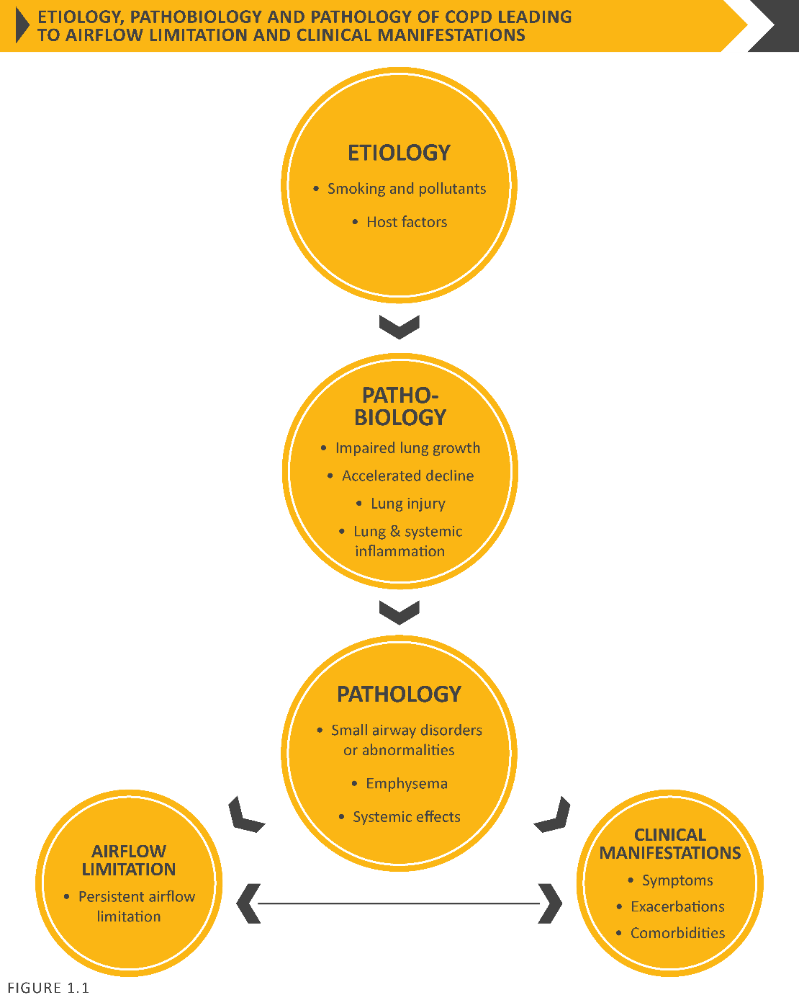 ETIOLOGY, PATHOBIOLOGY AND PATHOLOGY OF COPD LEADING
TO AIRFLOW LIMITATION AND CLINICAL MANIFESTATIONS
ETIOLOGY
• Smoking and pollutants
• Host factors
PATHO-
BIOLOGY
• Impaired lung growth
• Accelerated decline
• Lung injury
• Lung & systemic
inflammation
PATHOLOGY
• Small airway disorders
or abnormalities
• Emphysema
• Systemic effects
AIRFLOW
LIMITATION
• Persistent airflow
limitation
CLINICAL
MANIFESTATIONS
• Symptoms
• Exacerbations
• Comorbidities
FIGURE 1.1